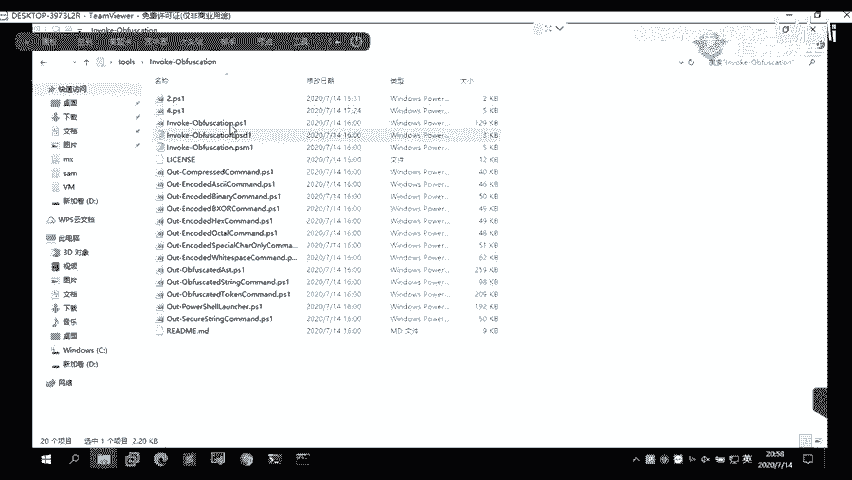 DESKTOP-3973L2R - TeamViewer - 免费许可证(仅非商业用途)
Invoke-Obfuscation
tools › Invoke-Obfuscation
搜索"Invoke-Obfuscation"
名称 修改日期 类型 大小
快速访问
桌面
下载
文档
图片
mx
sam
VM
新加卷 (D:)
WPS云文档
此电脑
3D 对象
视频
图片
文档
下载
音乐
桌面
Windows (C:)
新加卷 (D:)
网络
2.ps1 2020/7/14 Windows Power... 2 KB
4.ps1 2020/7/14 17:24 Windows Power... 5 KB
Invoke-Obfuscation.ps1 2020/7/14 16:00 Windows Power... 129 KB
Invoke-Obfuscation.psd1 2020/7/14 16:00 Windows Power... 3 KB
Invoke-Obfuscation.psm1 2020/7/14 16:00 Windows Power... 5 KB
LICENSE 2020/7/14 16:00 文件 12 KB
Out-CompressedCommand.ps1 2020/7/14 16:00 Windows Power... 40 KB
Out-EncodedAsciiCommand.ps1 2020/7/14 16:00 Windows Power... 46 KB
Out-EncodedBinaryCommand.ps1 2020/7/14 16:00 Windows Power... 50 KB
Out-EncodedBXORCommand.ps1 2020/7/14 16:00 Windows Power... 49 KB
Out-EncodedHexCommand.ps1 2020/7/14 16:00 Windows Power... 49 KB
Out-EncodedOctalCommand.ps1 2020/7/14 16:00 Windows Power... 48 KB
Out-EncodedSpecialCharOnlyComma... 2020/7/14 16:00 Windows Power... 51 KB
Out-EncodedWhitespaceCommand.p... 2020/7/14 16:00 Windows Power... 62 KB
Out-ObfuscatedAst.ps1 2020/7/14 16:00 Windows Power... 239 KB
Out-ObfuscatedStringCommand.ps1 2020/7/14 16:00 Windows Power... 98 KB
Out-ObfuscatedTokenCommand.ps1 2020/7/14 16:00 Windows Power... 209 KB
Out-PowerShellLauncher.ps1 2020/7/14 16:00 Windows Power... 192 KB
Out-SecureStringCommand.ps1 2020/7/14 16:00 Windows Power... 50 KB
README.md 2020/7/14 16:00 MD 文件 9 KB
20 个项目 选中 1 个项目 2.20 KB
英
20:58
2020/7/14